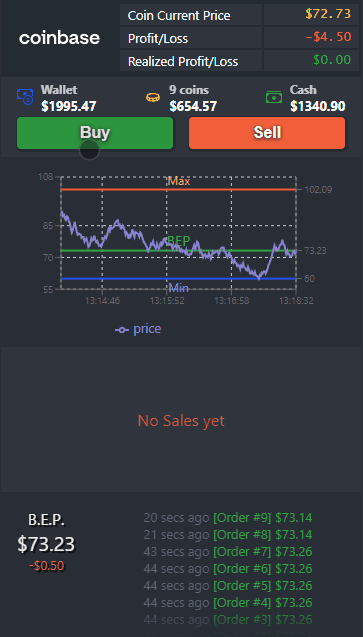 coinbase
Coin Current Price $72.73
Profit/Loss -$4.50
Realized Profit/Loss $0.00
Wallet
$1995.47
9 coins
$654.57
Cash
$1340.90
Buy
Sell
108
Max
102.09
85
BEP
73.23
70
60
55
Min
13:14:46 13:15:52 13:16:58 13:18:32
price
No Sales yet
B.E.P.
$73.23
-$0.50
20 secs ago [Order #9] $73.14
21 secs ago [Order #8] $73.14
43 secs ago [Order #7] $73.26
44 secs ago [Order #6] $73.26
44 secs ago [Order #5] $73.26
44 secs ago [Order #4] $73.26
44 secs ago [Order #3] $73.26